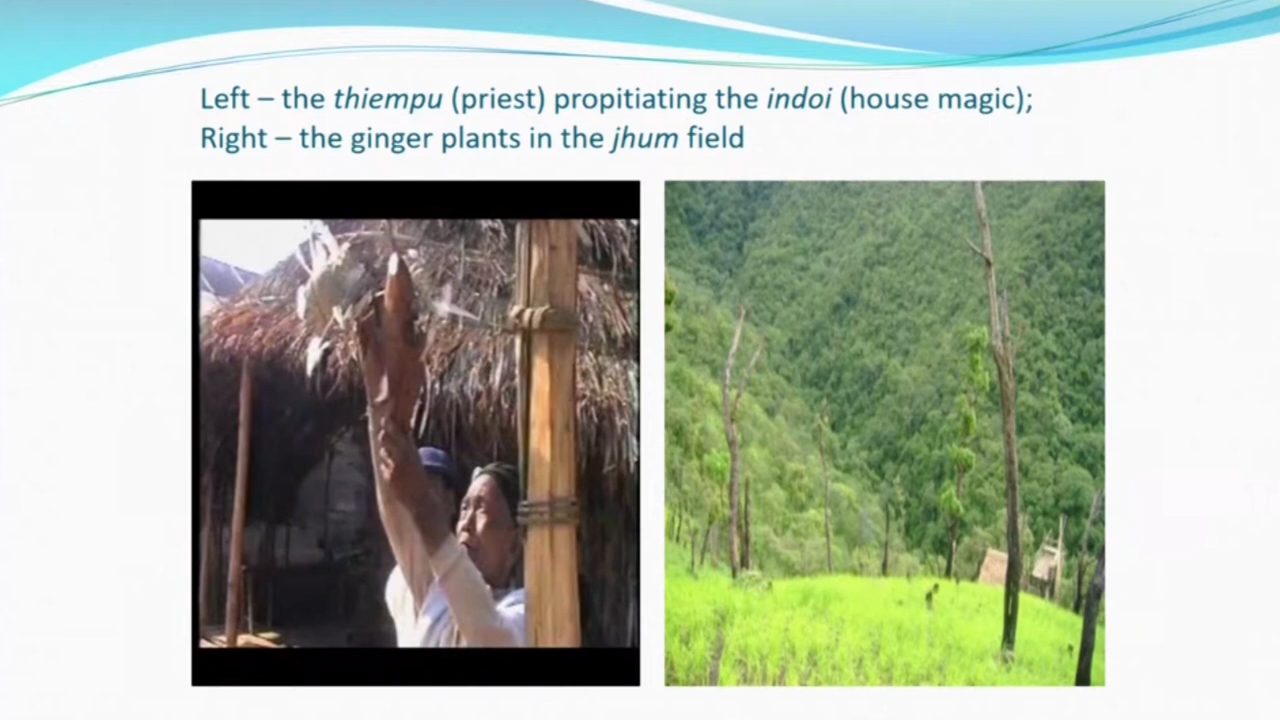 Left – the thiempu (priest) propitiating the indoi (house magic);
Right – the ginger plants in the jhum field